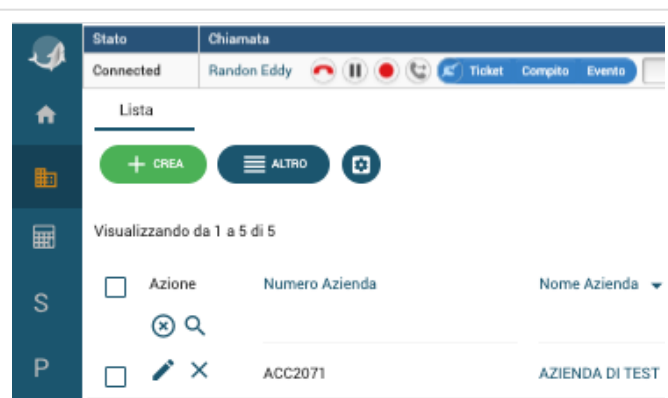 Stato Chiamata
Connected Randon Eddy Ticket Compito Evento
Lista
CREA ALTRO
Visualizzando da 1 a 5 di 5
Azione Numero Azienda Nome Azienda
S
P
ACC2071 AZIENDA DI TEST